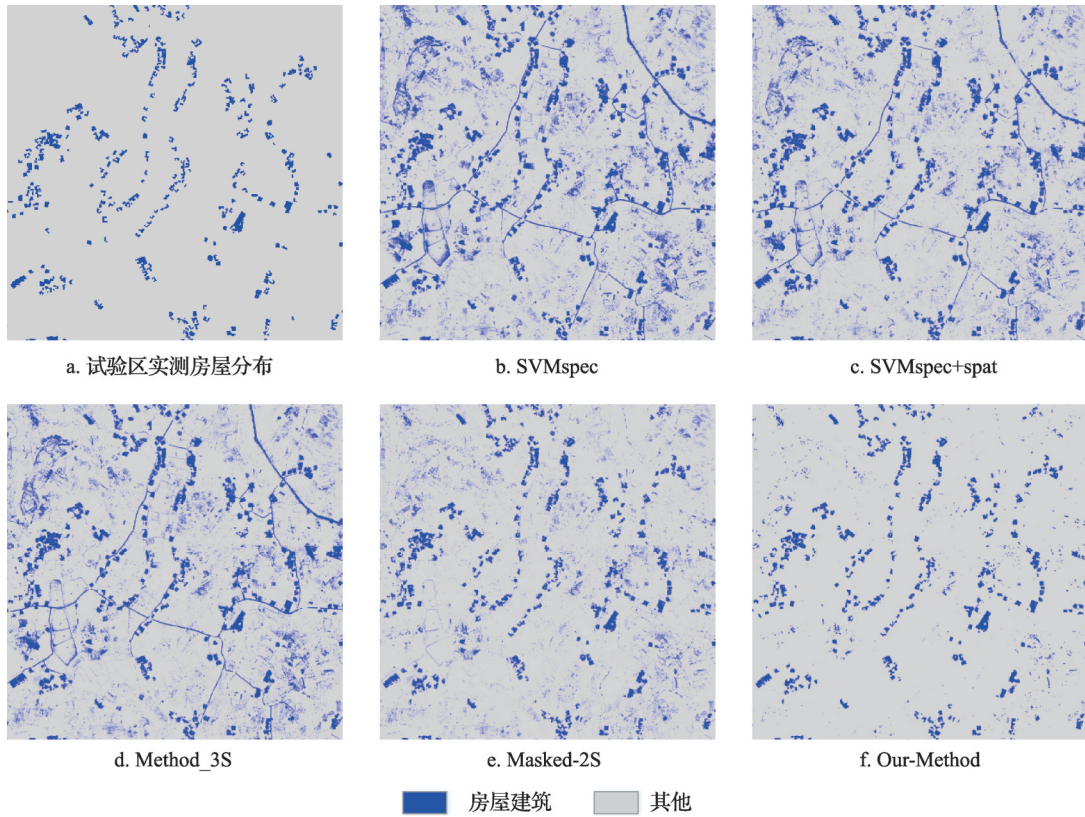 a. 试验区实测房屋分布
b. SVMspec
c. SVMspec+spat
d. Method_3S
e. Masked-2S
f. Our-Method
房屋建筑
其他